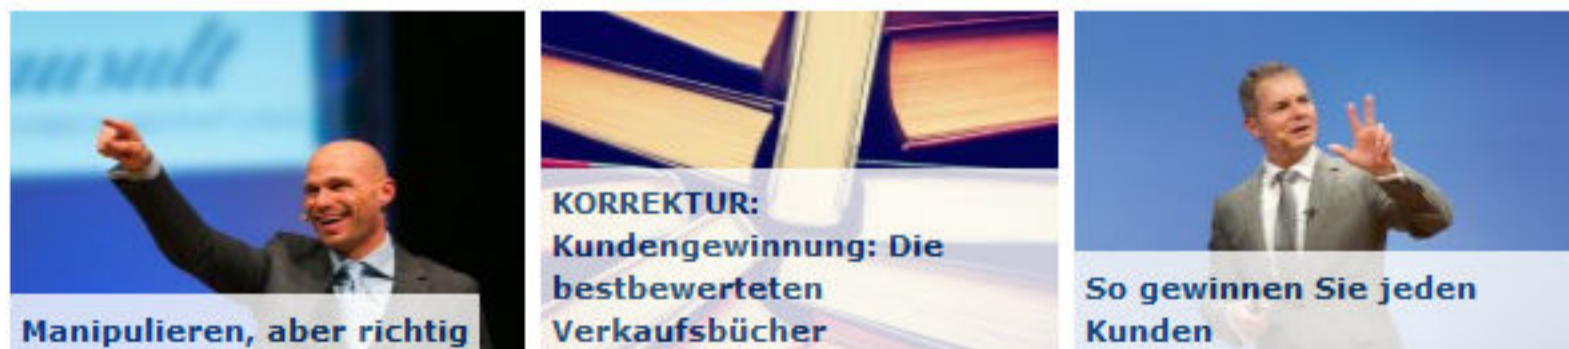 Manipulieren, aber richtig
KORREKTUR:
Kundengewinnung: Die
bestbewerteten
Verkaufsbücher
So gewinnen Sie jeden
Kunden